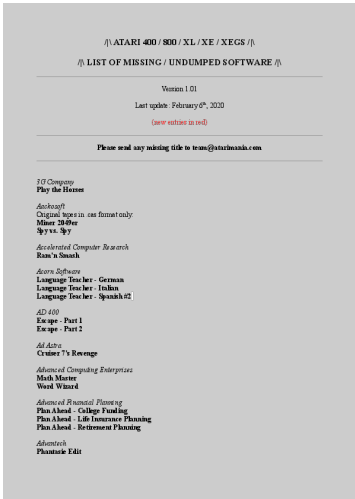 /|\ ATARI 400 / 800 / XL / XE / XEGS /|\
/|\ LIST OF MISSING / UNDUMPED SOFTWARE /|\
Version 1.01
Last update: February 6th, 2020
(new entries in red)
Please send any missing title to team@atarimania.com
3G Company
Play the Horses
Aackosoft
Original tapes in .cas format only:
Miner 2049er
Spy vs. Spy
Accelerated Computer Research
Ram'n Smash
Acorn Software
Language Teacher - German
Language Teacher - Italian
Language Teacher - Spanish #2
AD 400
Escape - Part 1
Escape - Part 2
Ad Astra
Cruiser 7's Revenge
Advanced Computing Enterprizes
Math Master
Word Wizard
Advanced Financial Planning
Plan Ahead - College Funding
Plan Ahead - Life Insurance Planning
Plan Ahead - Retirement Planning
Advantech
Phantasie Edit